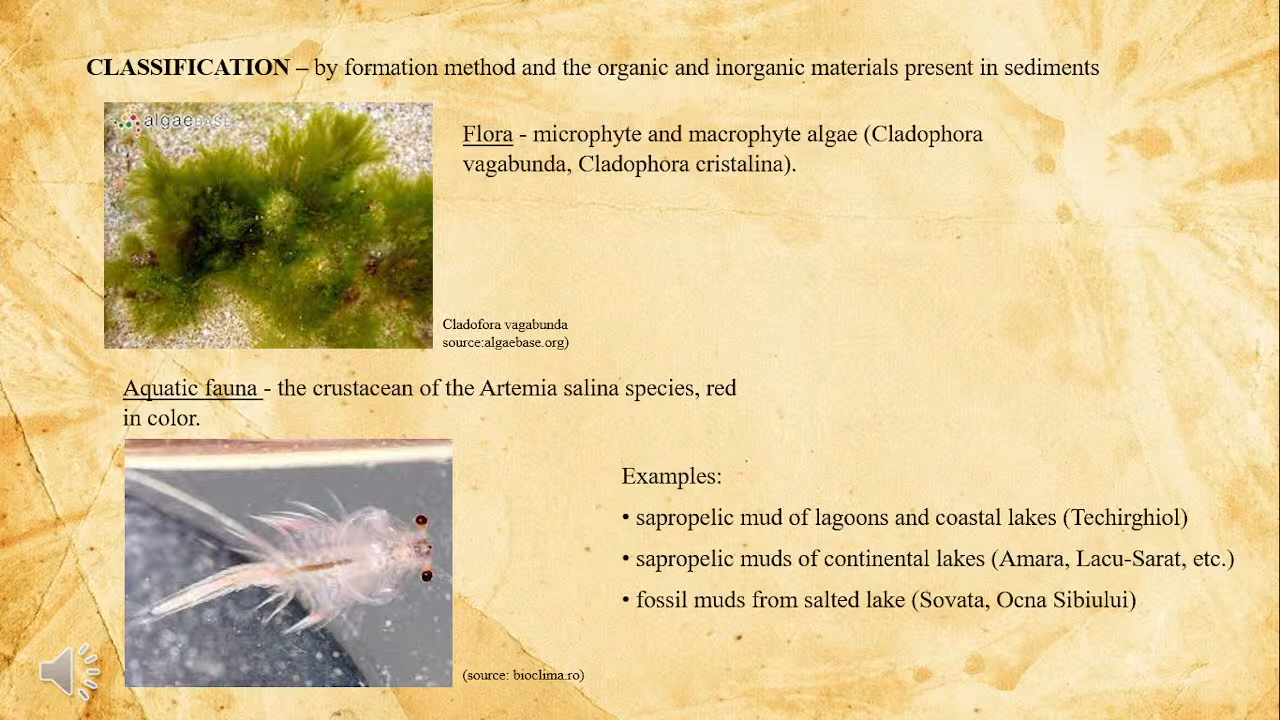 CLASSIFICATION – by formation method and the organic and inorganic materials present in sediments
algaeBASE
Flora - microphyte and macrophyte algae (Cladophora
vagabunda, Cladophora cristalina).
Cladofora vagabunda
source:algaebase.org)
Aquatic fauna - the crustacean of the Artemia salina species, red
in color.
Examples:
• sapropelic mud of lagoons and coastal lakes (Techirghiol)
• sapropelic muds of continental lakes (Amara, Lacu-Sarat, etc.)
• fossil muds from salted lake (Sovata, Ocna Sibiului)
(source: bioclima.ro)